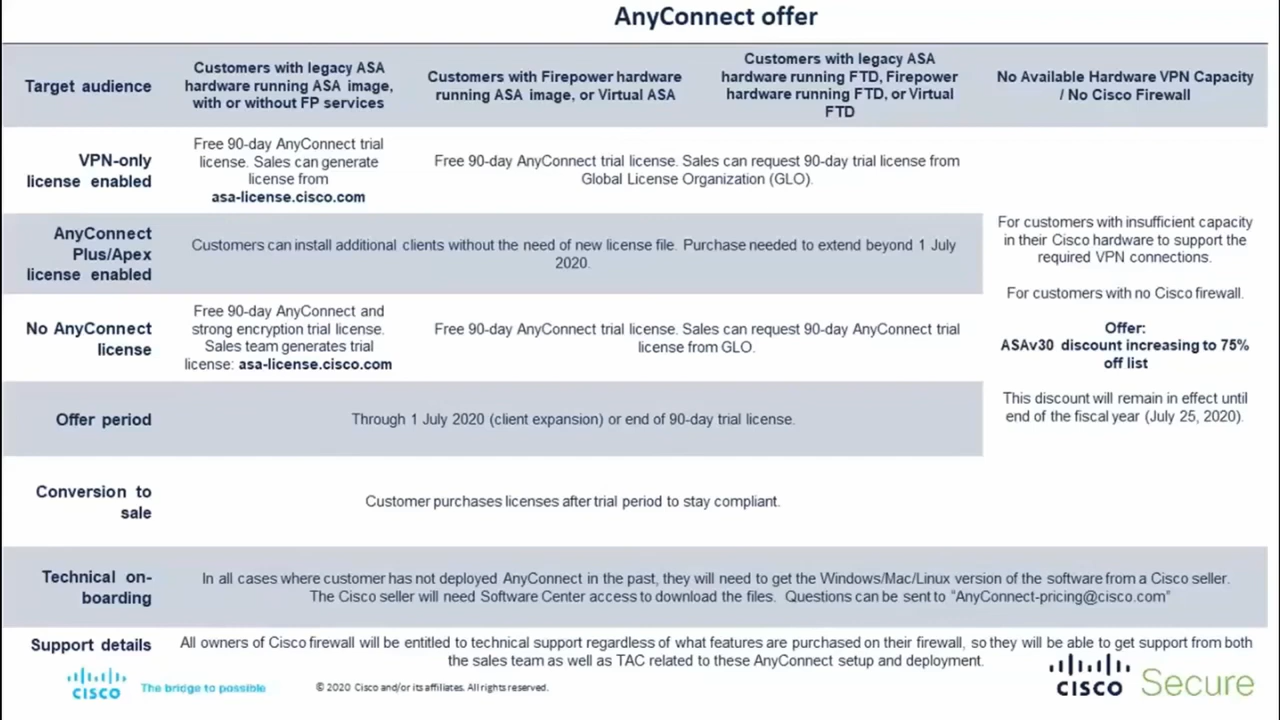 AnyConnect offer
Target audience
Customers with legacy ASA
hardware running ASA image,
with or without FP services
Customers with Firepower hardware
running ASA image, or Virtual ASA
Customers with legacy ASA
hardware running FTD, Firepower
hardware running FTD, or Virtual
FTD
No Available Hardware VPN Capacity
/ No Cisco Firewall
VPN-only
license enabled
Free 90-day AnyConnect trial
license. Sales can generate
license from
asa-license.cisco.com
Free 90-day AnyConnect trial license. Sales can request 90-day trial license from
Global License Organization (GLO).
AnyConnect
Plus/Apex
license enabled
Customers can install additional clients without the need of new license file. Purchase needed to extend beyond 1 July
2020.
No AnyConnect
license
Free 90-day AnyConnect and
strong encryption trial license.
Sales team generates trial
license: asa-license.cisco.com
Free 90-day AnyConnect trial license. Sales can request 90-day AnyConnect trial
license from GLO.
For customers with insufficient capacity
in their Cisco hardware to support the
required VPN connections.
For customers with no Cisco firewall.
Offer:
ASAv30 discount increasing to 75%
off list
This discount will remain in effect until
end of the fiscal year (July 25, 2020).
Offer period
Through 1 July 2020 (client expansion) or end of 90-day trial license.
Conversion to
sale
Customer purchases licenses after trial period to stay compliant.
Technical on-
boarding
In all cases where customer has not deployed AnyConnect in the past, they will need to get the Windows/Mac/Linux version of the software from a Cisco seller.
The Cisco seller will need Software Center access to download the files. Questions can be sent to "AnyConnect-pricing@cisco.com"
Support details
All owners of Cisco firewall will be entitled to technical support regardless of what features are purchased on their firewall, so they will be able to get support from both
the sales team as well as TAC related to these AnyConnect setup and deployment.
CISCO
The bridge to possible
© 2020 Cisco and/or its affiliates. All rights reserved.
CISCO Secure